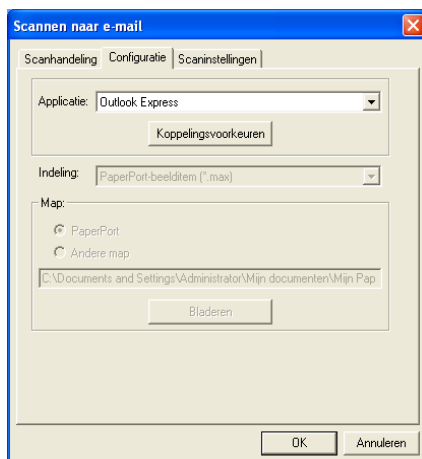 Scannen naar e-mail
Scanhandeling Configuratie Scaninstellingen
Applicatie: Outlook Express
Koppelingsvoorkeuren
Indeling: PaperPort-beelditem (*.max)
Map:
PaperPort
Andere map
C:\Documents and Settings\Administrator\Mijn documenten\Mijn Pap
Bladeren
OK Annuleren